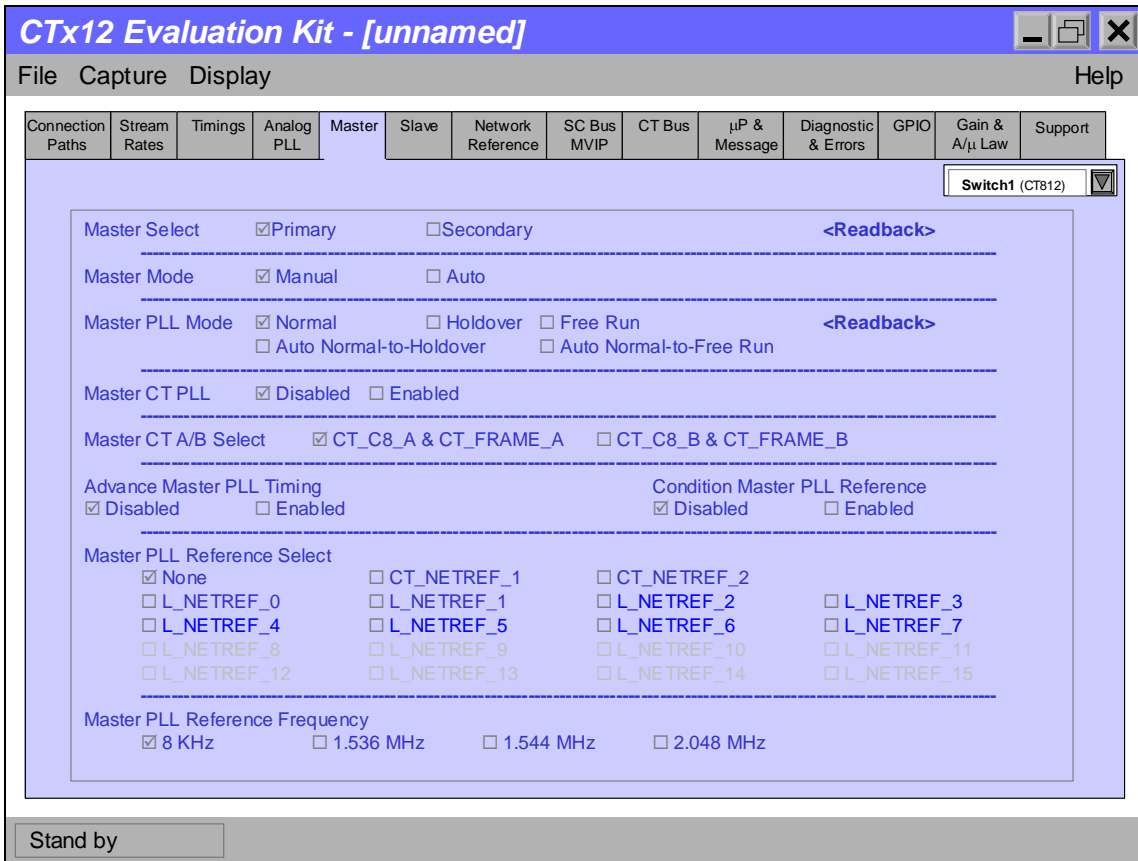 CTx12 Evaluation Kit - [unnamed]
File Capture Display Help
Connection Paths Stream Rates Timings Analog PLL Master Slave Network Reference SC Bus MVIP CT Bus µP & Message Diagnostic & Errors GPIO Gain & A/µ Law Support
Switch1 (CT812)
Master Select Primary Secondary <Readback>
Master Mode Manual Auto
Master PLL Mode Normal Holdover Free Run <Readback>
Auto Normal-to-Holdover Auto Normal-to-Free Run
Master CT PLL Disabled Enabled
Master CT A/B Select CT_C8_A & CT_FRAME_A CT_C8_B & CT_FRAME_B
Advance Master PLL Timing Condition Master PLL Reference
Disabled Enabled Disabled Enabled
Master PLL Reference Select
None CT_NETREF_1 CT_NETREF_2
L_NETREF_0 L_NETREF_1 L_NETREF_2 L_NETREF_3
L_NETREF_4 L_NETREF_5 L_NETREF_6 L_NETREF_7
L_NETREF_8 L_NETREF_9 L_NETREF_10 L_NETREF_11
L_NETREF_12 L_NETREF_13 L_NETREF_14 L_NETREF_15
Master PLL Reference Frequency
8 KHz 1.536 MHz 1.544 MHz 2.048 MHz
Stand by